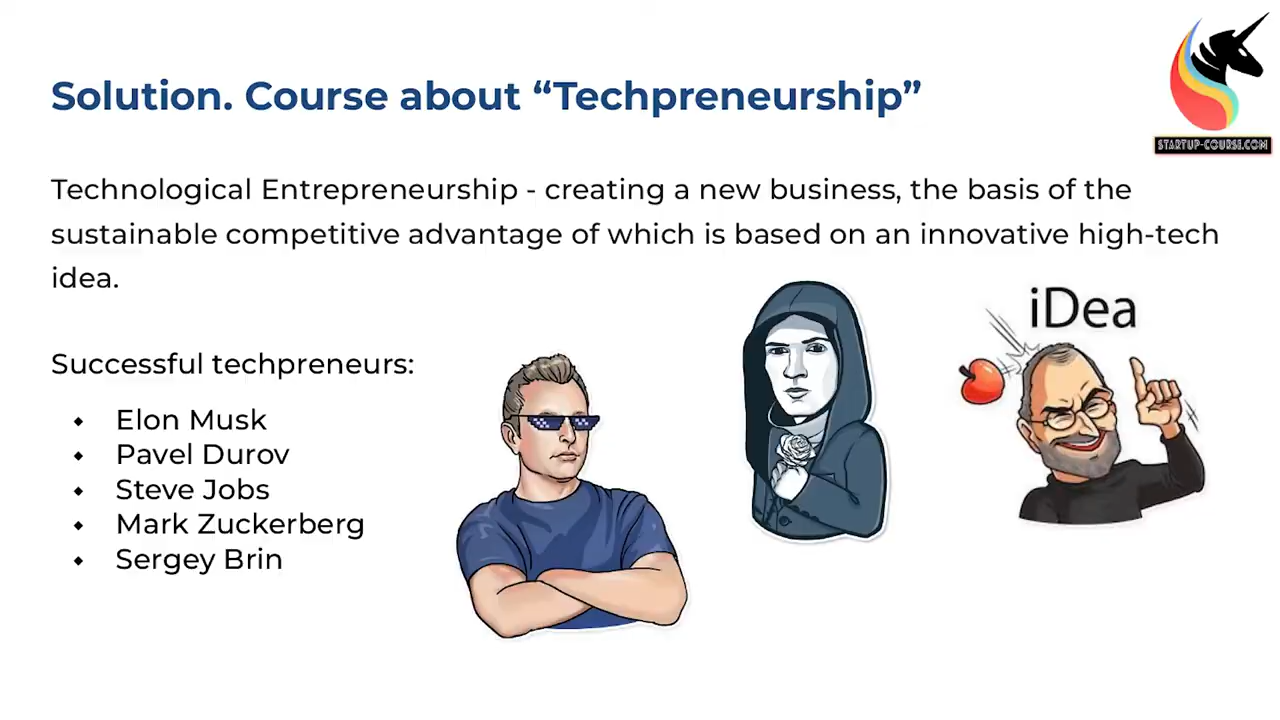 Solution. Course about “Techpreneurship”
STARTUP-COURSE.COM
Technological Entrepreneurship - creating a new business, the basis of the
sustainable competitive advantage of which is based on an innovative high-tech
idea.
iDea
Successful techpreneurs:
Elon Musk
Pavel Durov
Steve Jobs
Mark Zuckerberg
Sergey Brin